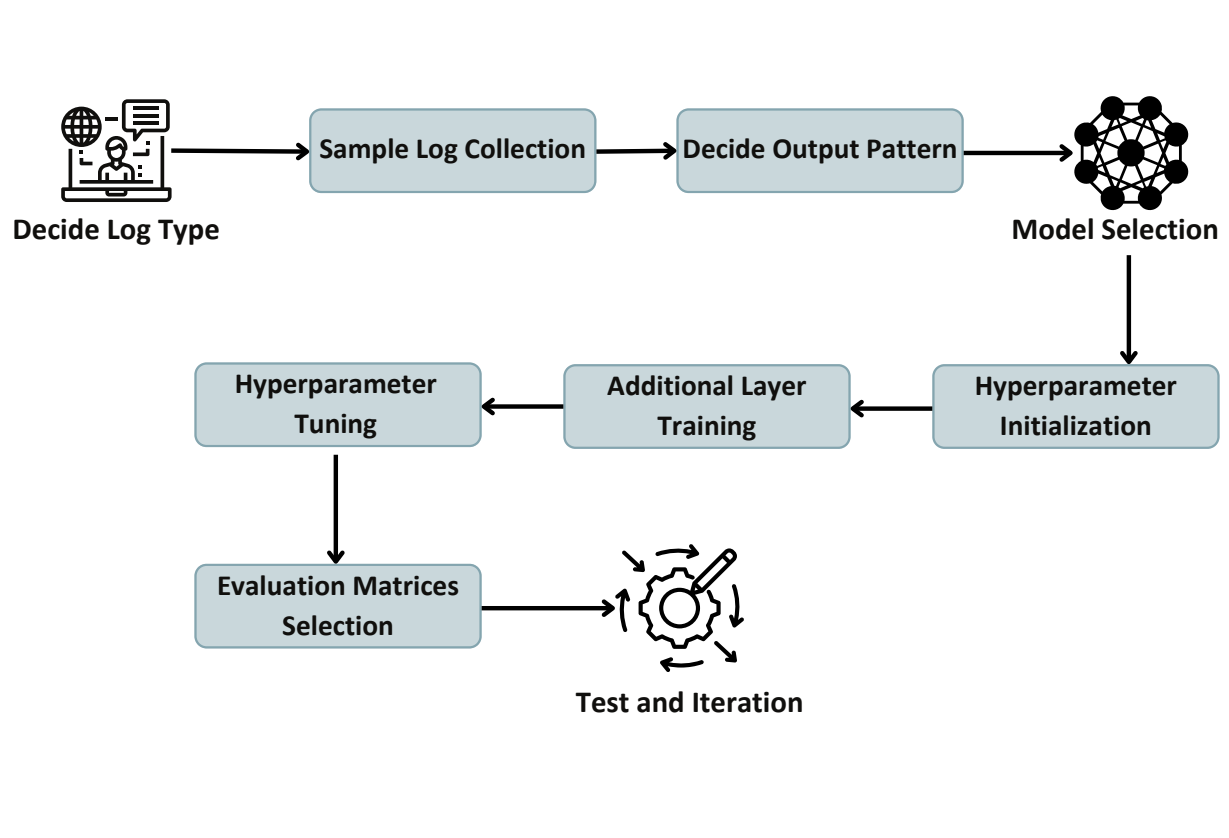 Decide Log Type
Sample Log Collection
Decide Output Pattern
Model Selection
Hyperparameter
Initialization
Additional Layer
Training
Hyperparameter
Tuning
Evaluation Matrices
Selection
Test and Iteration